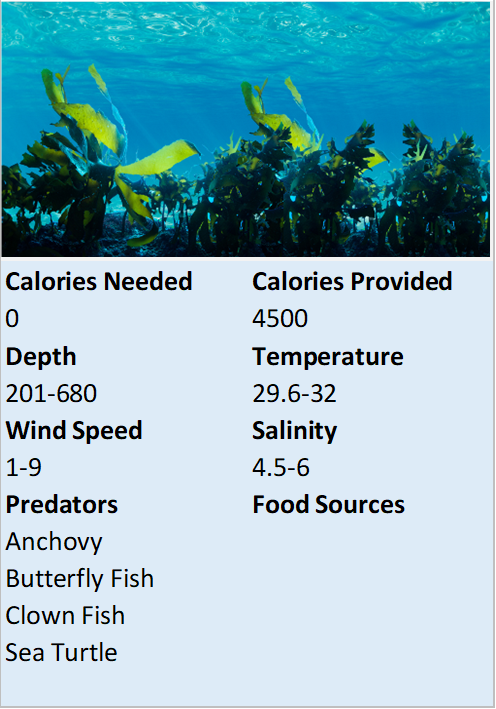 Calories Needed
Calories Provided
0
4500
Depth
Temperature
201-680
29.6-32
Wind Speed
Salinity
1-9
4.5-6
Predators
Food Sources
Anchovy
Butterfly Fish
Clown Fish
Sea Turtle